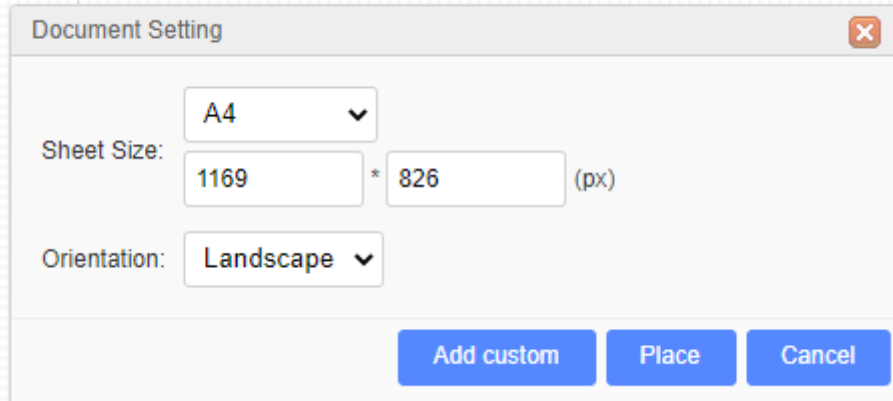 Document Setting
A4
Sheet Size:
1169 * 826 (px)
Orientation: Landscape
Add custom Place Cancel